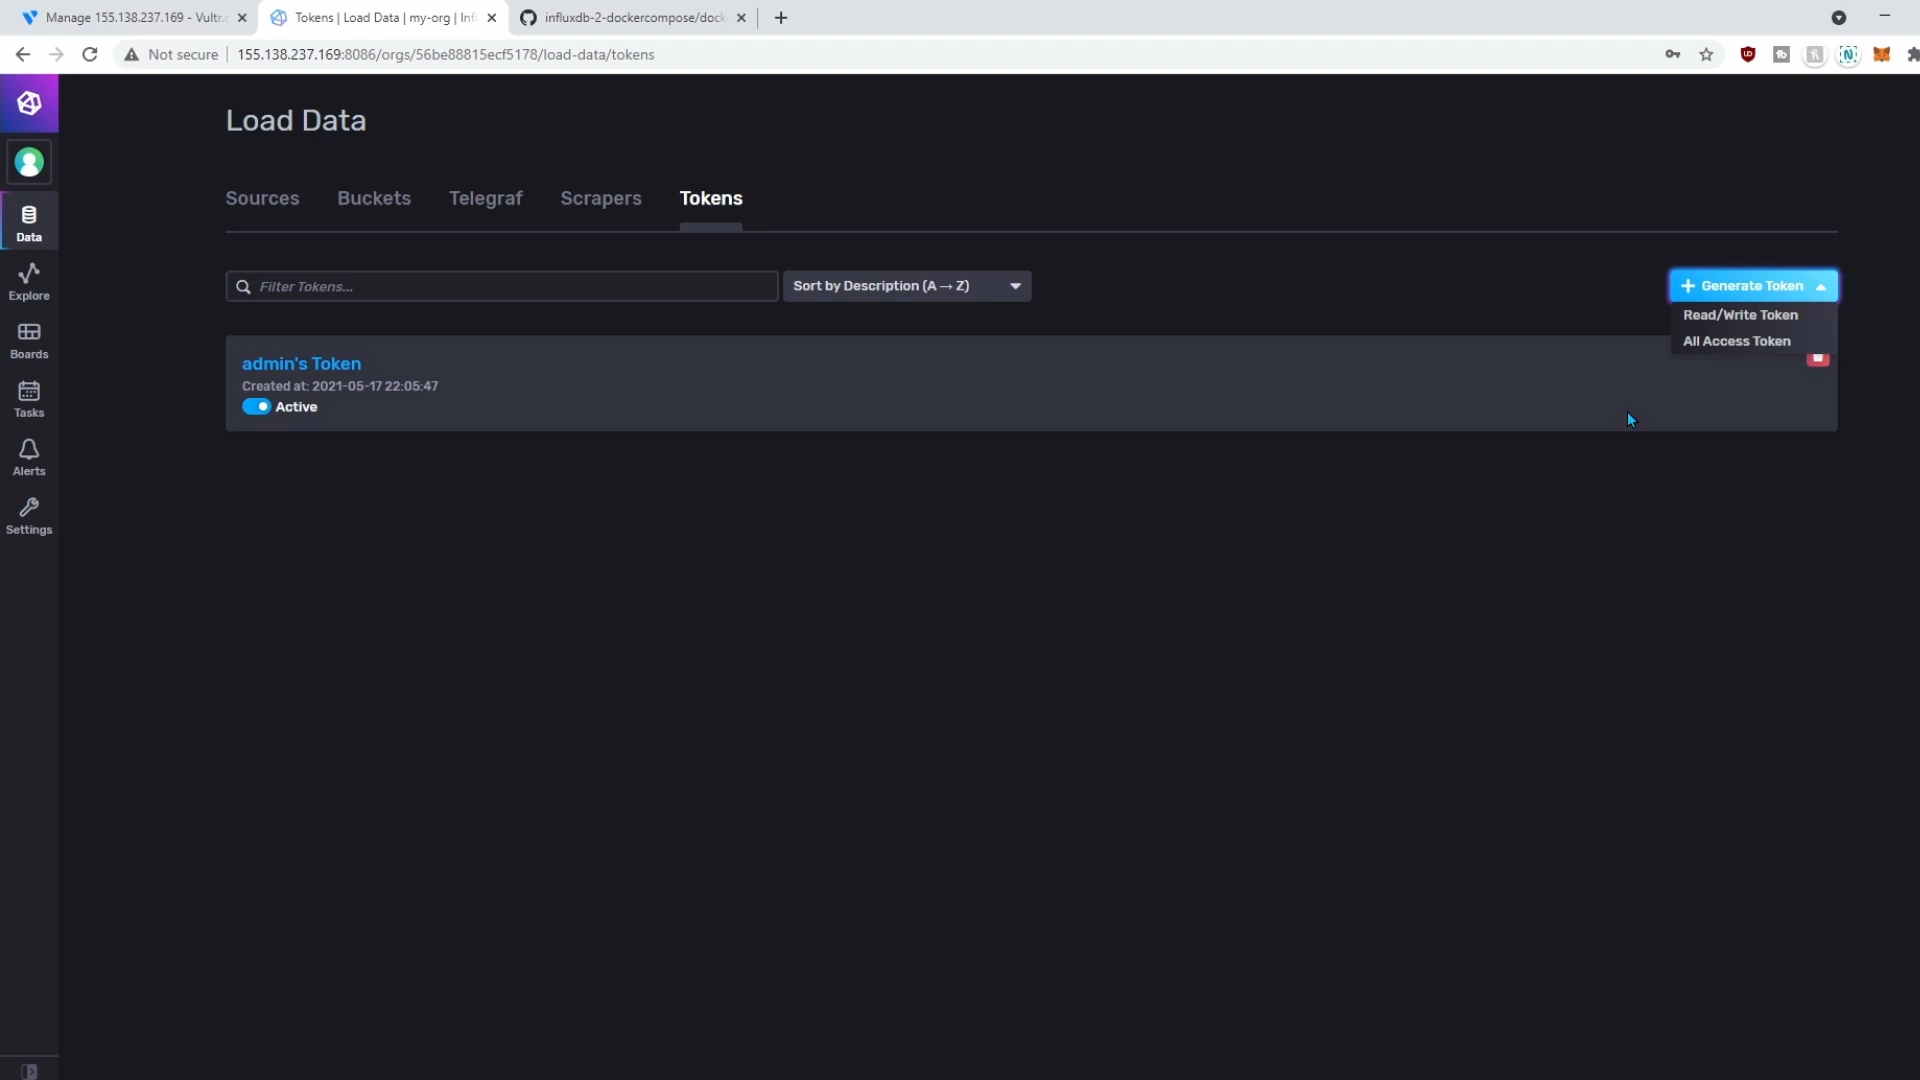 Manage 155.138.237.169 - Vultr.c
Tokens | Load Data | my-org | Inf
influxdb-2-dockercompose/dock
Not secure
155.138.237.169:8086/orgs/56be88815ecf5178/load-data/tokens
Load Data
Sources
Buckets
Telegraf
Scrapers
Tokens
Data
Explore
Boards
Tasks
Alerts
Settings
Filter Tokens...
Sort by Description (A → Z)
+ Generate Token
Read/Write Token
All Access Token
admin's Token
Created at: 2021-05-17 22:05:47
Active